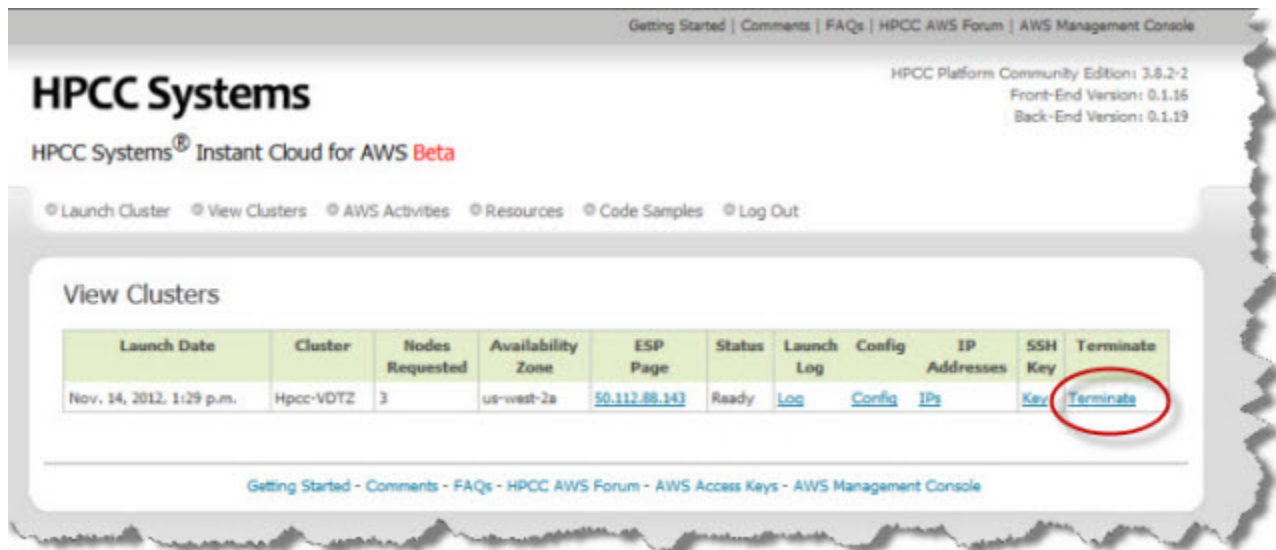 Getting Started | Comments | FAQs | HPCC AWS Forum | AWS Management Console
HPCC Systems
HPCC Platform Community Edition: 3.8.2-2
Front-End Version: 0.1.16
Back-End Version: 0.1.19
HPCC Systems® Instant Cloud for AWS Beta
Launch Cluster View Clusters AWS Activities Resources Code Samples Log Out
View Clusters
Launch Date Cluster Nodes Requested Availability Zone ESP Page Status Launch Log Config IP Addresses SSH Key Terminate
Nov. 14, 2012, 1:29 p.m. Hpcc-VDTZ 3 us-west-2a 50.112.88.143 Ready Log Config IPs Key Terminate
Getting Started - Comments - FAQs - HPCC AWS Forum - AWS Access Keys - AWS Management Console